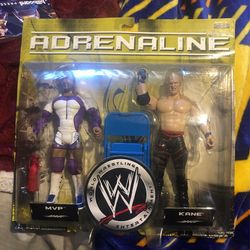 ADRENALINE
WORLD WRESTLING ENTERTAINMENT
W
MVP
KANE